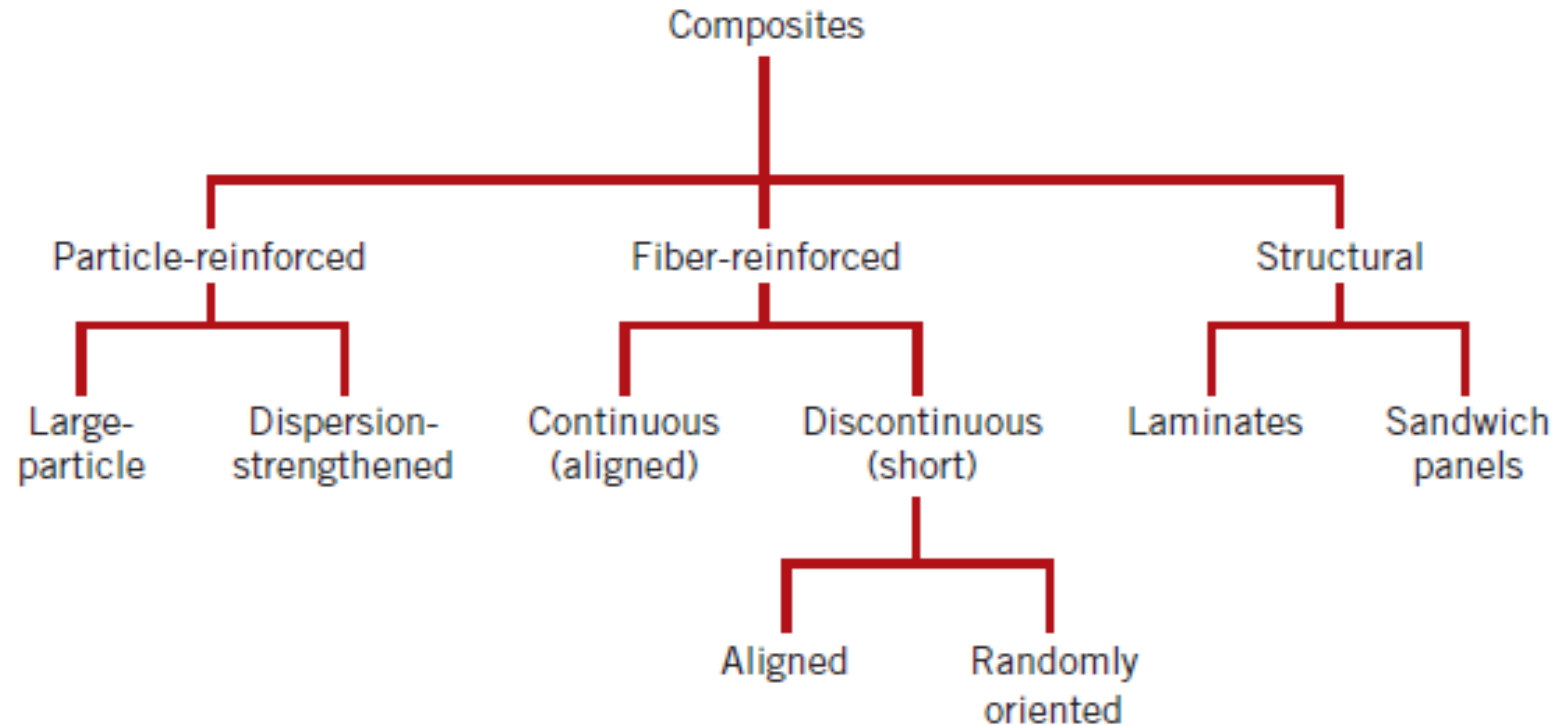 Composites
Particle-reinforced
Fiber-reinforced
Structural
Large-
particle
Dispersion-
strengthened
Continuous
(aligned)
Discontinuous
(short)
Laminates
Sandwich
panels
Aligned
Randomly
oriented